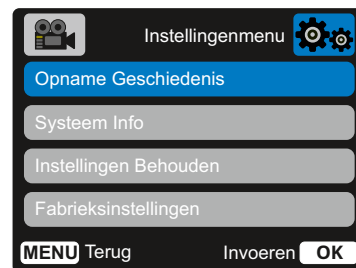 Instellingenmenu
Opname Geschiedenis
Systeem Info
Instellingen Behouden
Fabrieksinstellingen
MENU Terug Invoeren OK